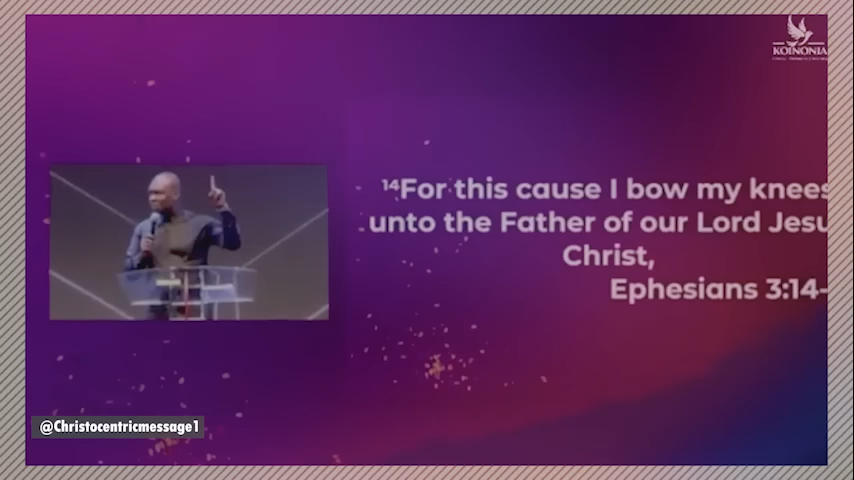 KOINONIA
¹⁴For this cause I bow my knees
unto the Father of our Lord Jesu
Christ,
Ephesians 3:14-
@Christocentricmessage1